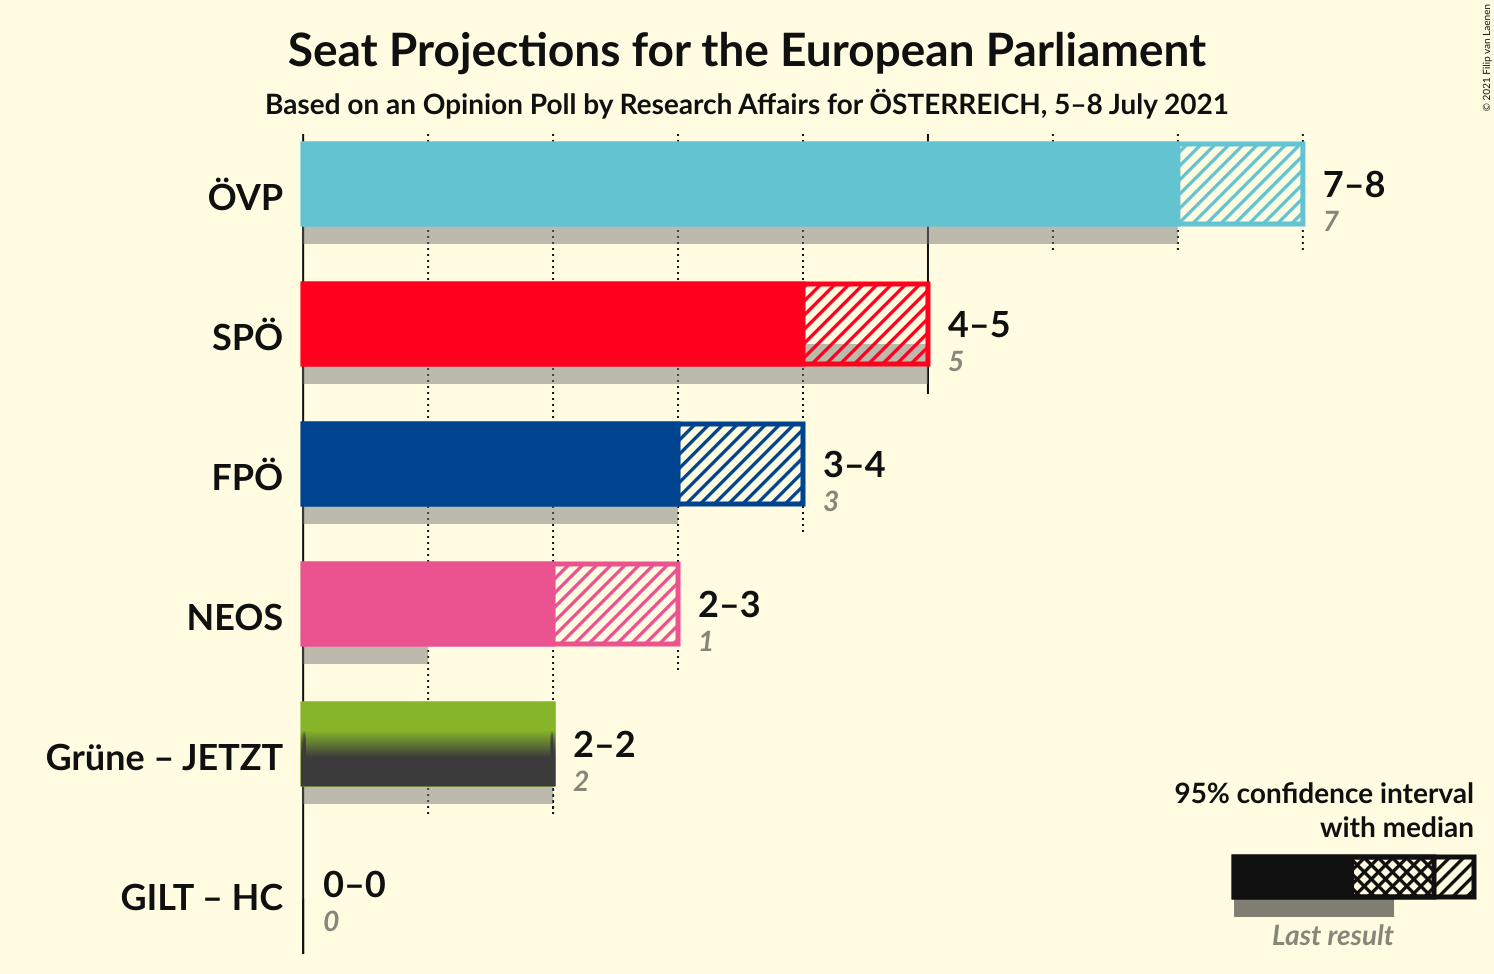 Seat Projections for the European Parliament
Based on an Opinion Poll by Research Affairs for ÖSTERREICH, 5–8 July 2021
© 2021 Filip van Laenen
ÖVP
7–8
7
SPÖ
4–5
5
FPÖ
3–4
3
NEOS
2–3
1
Grüne – JETZT
2–2
2
GILT – HC
0–0
0
95% confidence interval
with median
Last result